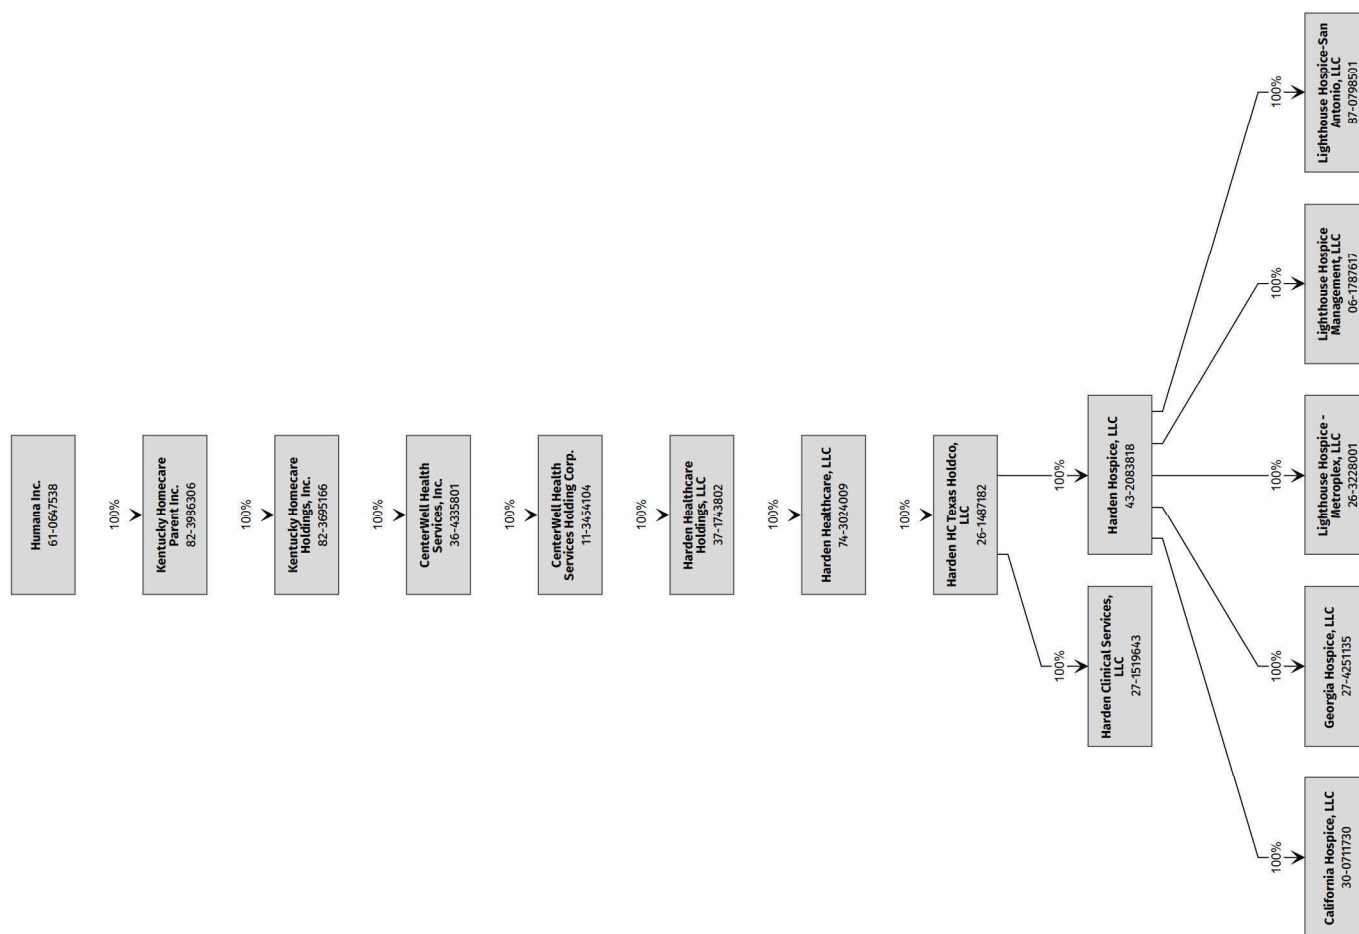 Humana Inc.
61-0647538
100%
Kentucky Homecare
Parent Inc.
82-3996306
100%
Kentucky Homecare
Holdings, Inc.
82-3695166
100%
CenterWell Health
Services, Inc.
36-4335801
100%
CenterWell Health
Services Holding Corp.
11-3454104
100%
Harden Healthcare
Holdings, LLC
37-1743802
100%
Harden Healthcare, LLC
74-3024009
100%
Harden HC Texas Holdco,
LLC
26-1487182
100%
Harden Clinical Services,
LLC
27-1519643
100%
Harden Hospice, LLC
43-2083818
100%
California Hospice, LLC
30-0711730
100%
Georgia Hospice, LLC
27-4251135
100%
Lighthouse Hospice -
Metroplex, LLC
26-3228001
100%
Lighthouse Hospice
Management, LLC
06-1787617
100%
Lighthouse Hospice-San
Antonio, LLC
87-0798501